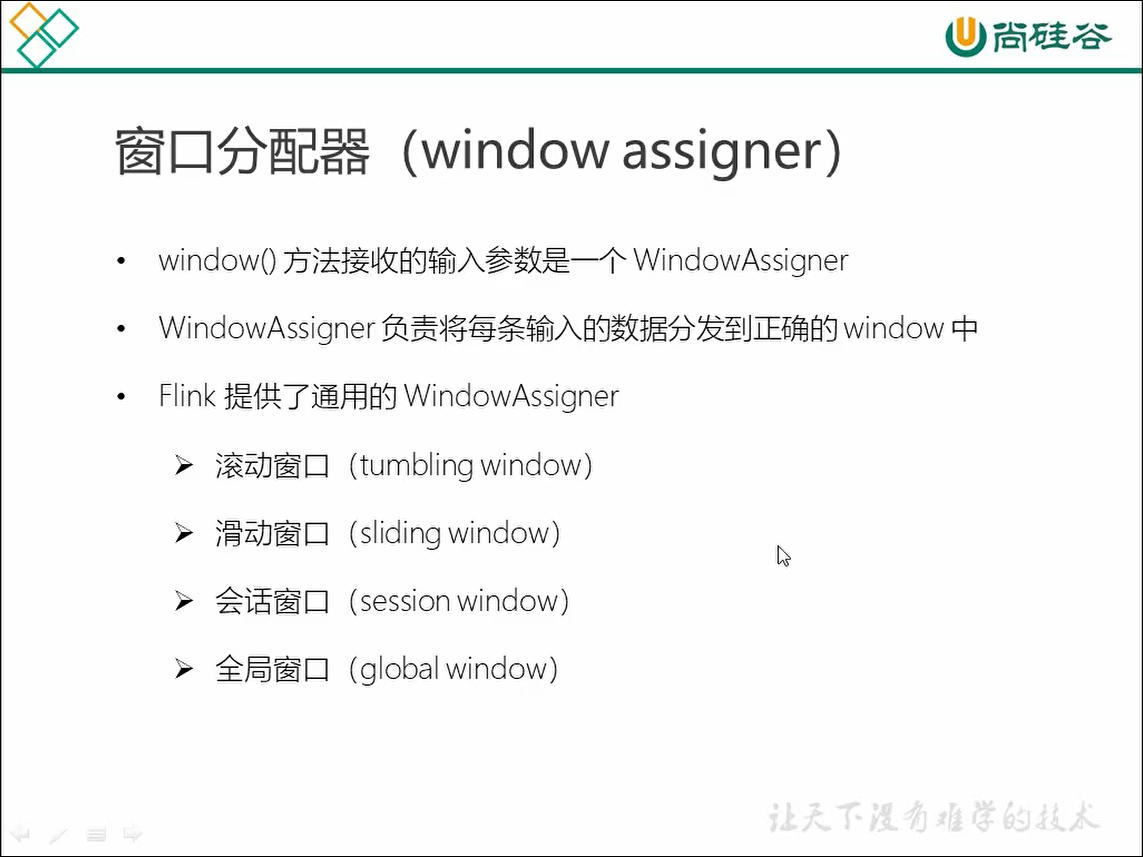 尚硅谷
窗口分配器（window assigner）
• window() 方法接收的输入参数是一个 WindowAssigner
• WindowAssigner 负责将每条输入的数据分发到正确的 window 中
• Flink 提供了通用的 WindowAssigner
➢ 滚动窗口（tumbling window）
➢ 滑动窗口（sliding window）
➢ 会话窗口（session window）
➢ 全局窗口（global window）
让天下没有难学的技术